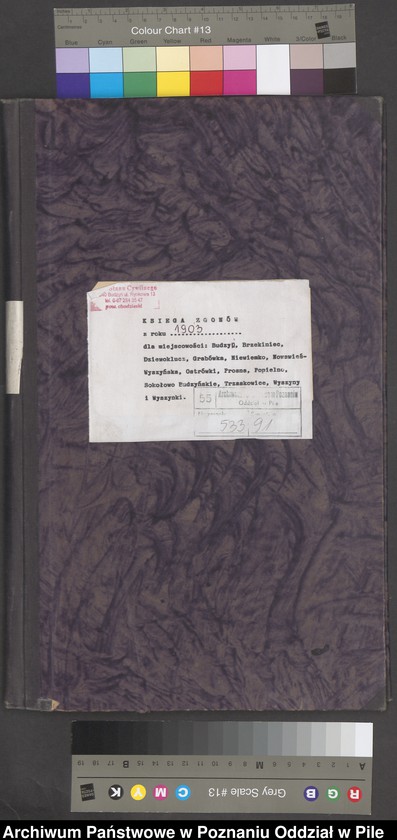 Colour Chart #13
Blue Cyan Green Yellow Red Magenta White 3/Color Black
KSIĘGA ZGONÓW
z roku 1903
dla miejscowości: Budzyń, Brzekiniec,
Dziewoklucz, Grabówka, Niewiemko, Nowawieś-
Wyszyńska, Ostrówki, Prosna, Popielno,
Sokołowo Budzyńskie, Trzaskowice, Wyszyny
i Wyszynki.
55
Oddział w Pile
533 91
A M B
Grey Scale #13
R G B C M Y K
Archiwum Państwowe w Poznaniu Oddział w Pile